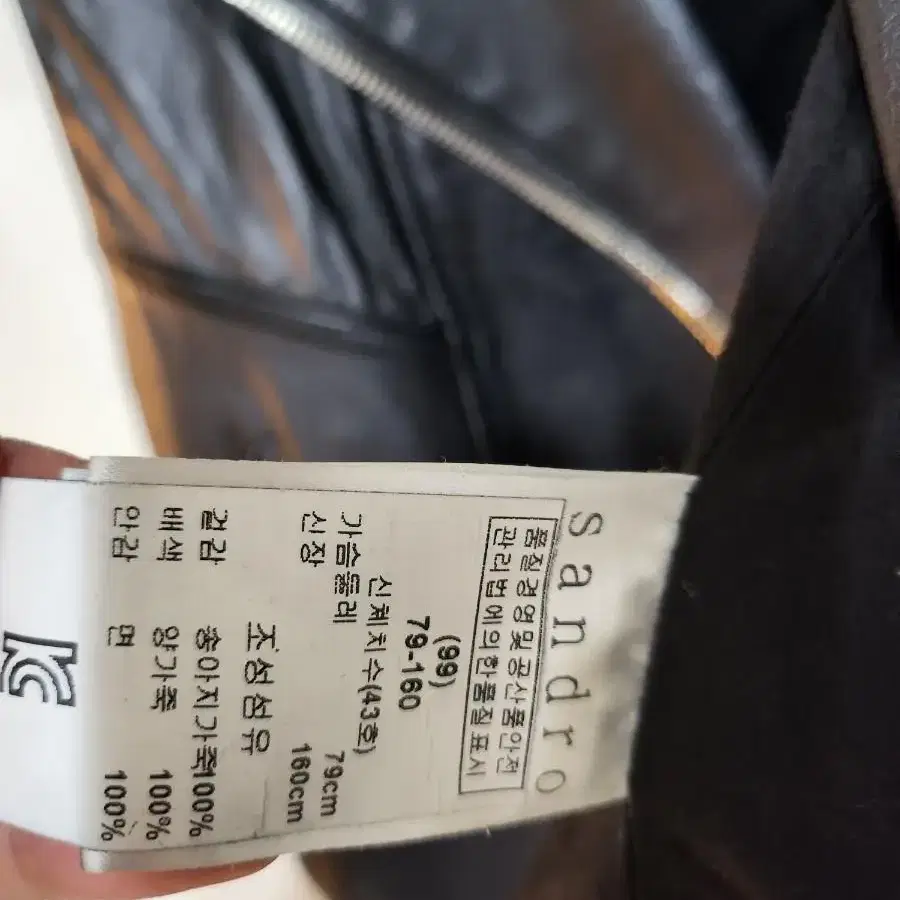 sandro
품질경영및공산품안전
관리법에의한품질표시
(99)
79-160
신체치수(43호)
가슴둘레 79cm
신장 160cm
조성섬유
겉감 송아지가죽100%
배색 양가죽 100%
안감 면 100%
KC